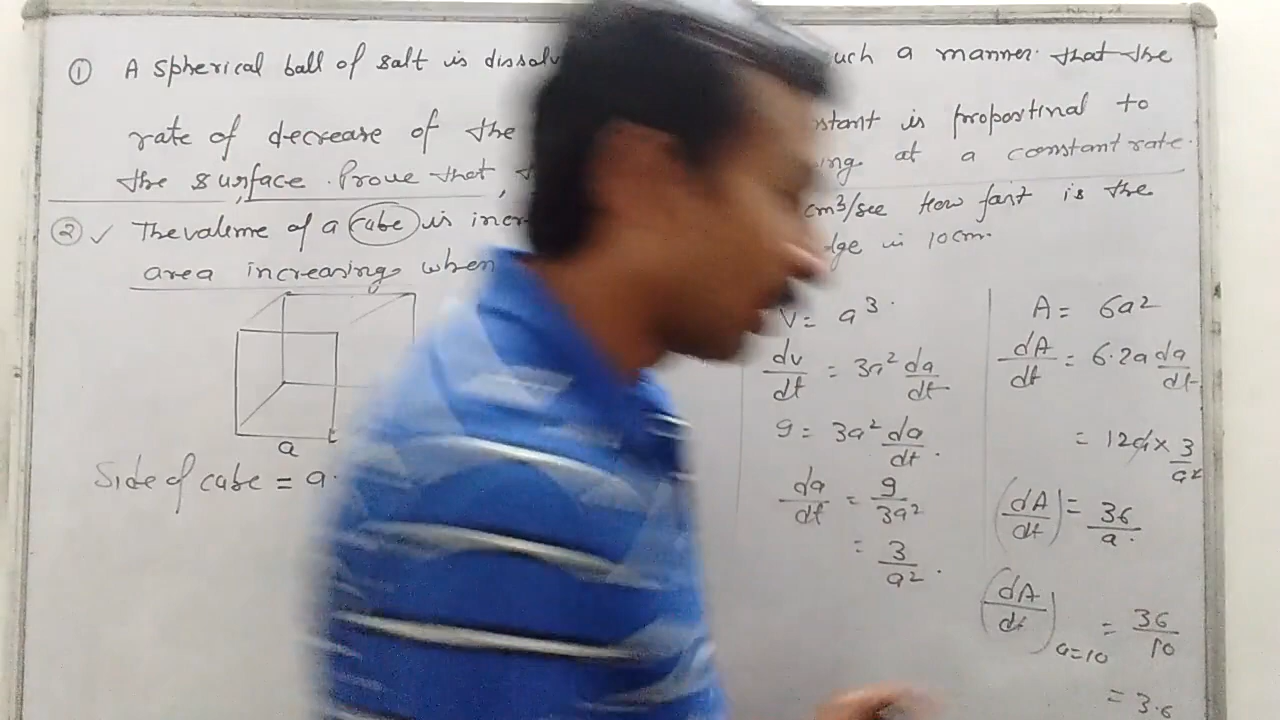 ① A spherical ball of salt is dissolv uch a manner that the
rate of decrease of the stant is propostinal to
the surface. Prove that, ing at a constant rate.
② ✓ The valeme of a cube is incr cm³/sec How fast is the
area increasing when dge is 10cm.
a
Side of cube = a.
V = a³
dv/dt = 3a² da/dt
9 = 3a² da/dt.
da/dt = 9/3a²
= 3/a².
A = 6a²
dA/dt = 6·2a da/dt
= 12a × 3/a²
(dA/dt) = 36/a.
(dA/dt) a=10 = 36/10
= 3.6